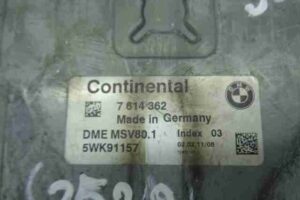 Continental
7 614 362
Made in Germany
DME MSV80.1 Index 03
5WK91157